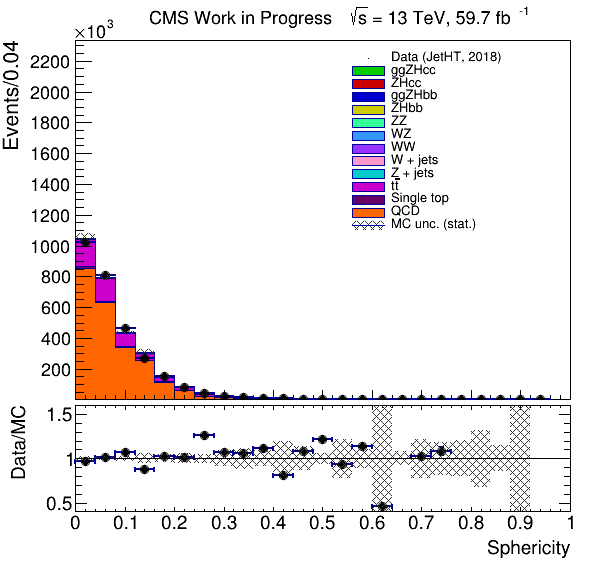 CMS Work in Progress √s = 13 TeV, 59.7 fb -1
×10³
Events/0.04
2200
2000
1800
1600
1400
1200
1000
800
600
400
200
Data (JetHT, 2018)
ggZHcc
ZHcc
ggZHbb
ZHbb
ZZ
WZ
WW
W + jets
Z + jets
tt̅
Single top
QCD
MC unc. (stat.)
Data/MC
1.5
1
0.5
0 0.1 0.2 0.3 0.4 0.5 0.6 0.7 0.8 0.9 1
Sphericity